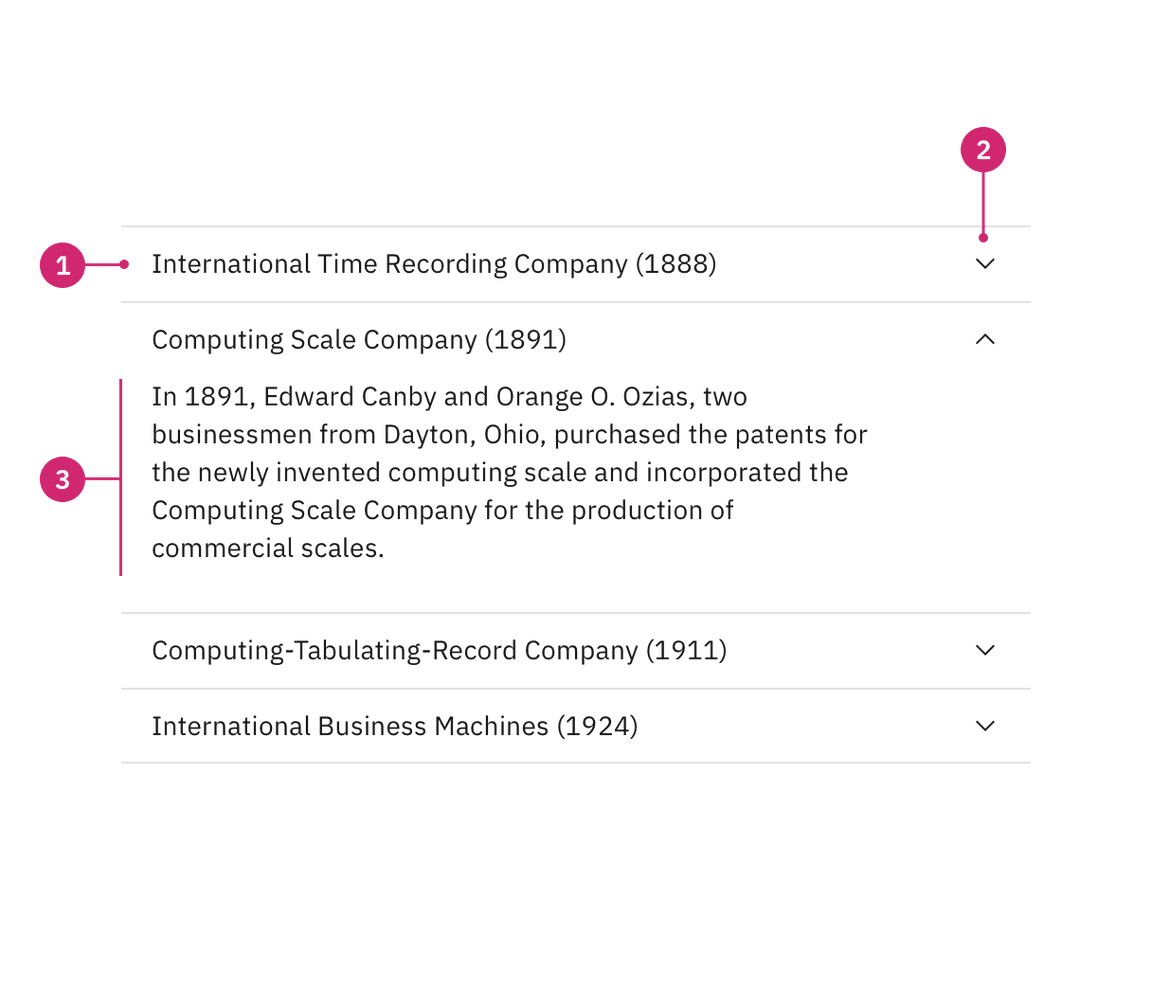 2
1
International Time Recording Company (1888)
Computing Scale Company (1891)
In 1891, Edward Canby and Orange O. Ozias, two
businessmen from Dayton, Ohio, purchased the patents for
the newly invented computing scale and incorporated the
3
Computing Scale Company for the production of
commercial scales.
Computing-Tabulating-Record Company (1911)
International Business Machines (1924)